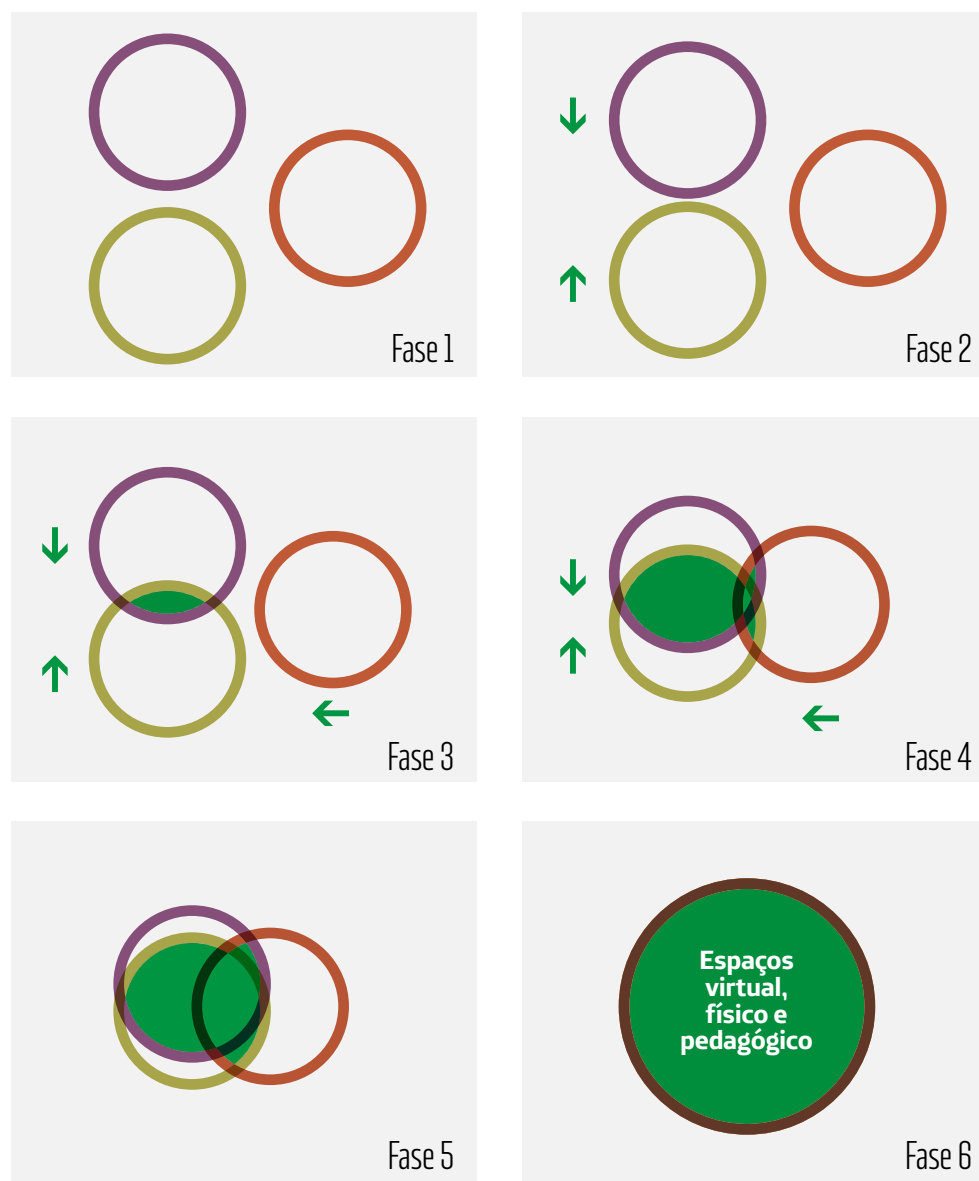 Fase 1
Fase 2
Fase 3
Fase 4
Fase 5
Espaços
virtual,
físico e
pedagógico
Fase 6